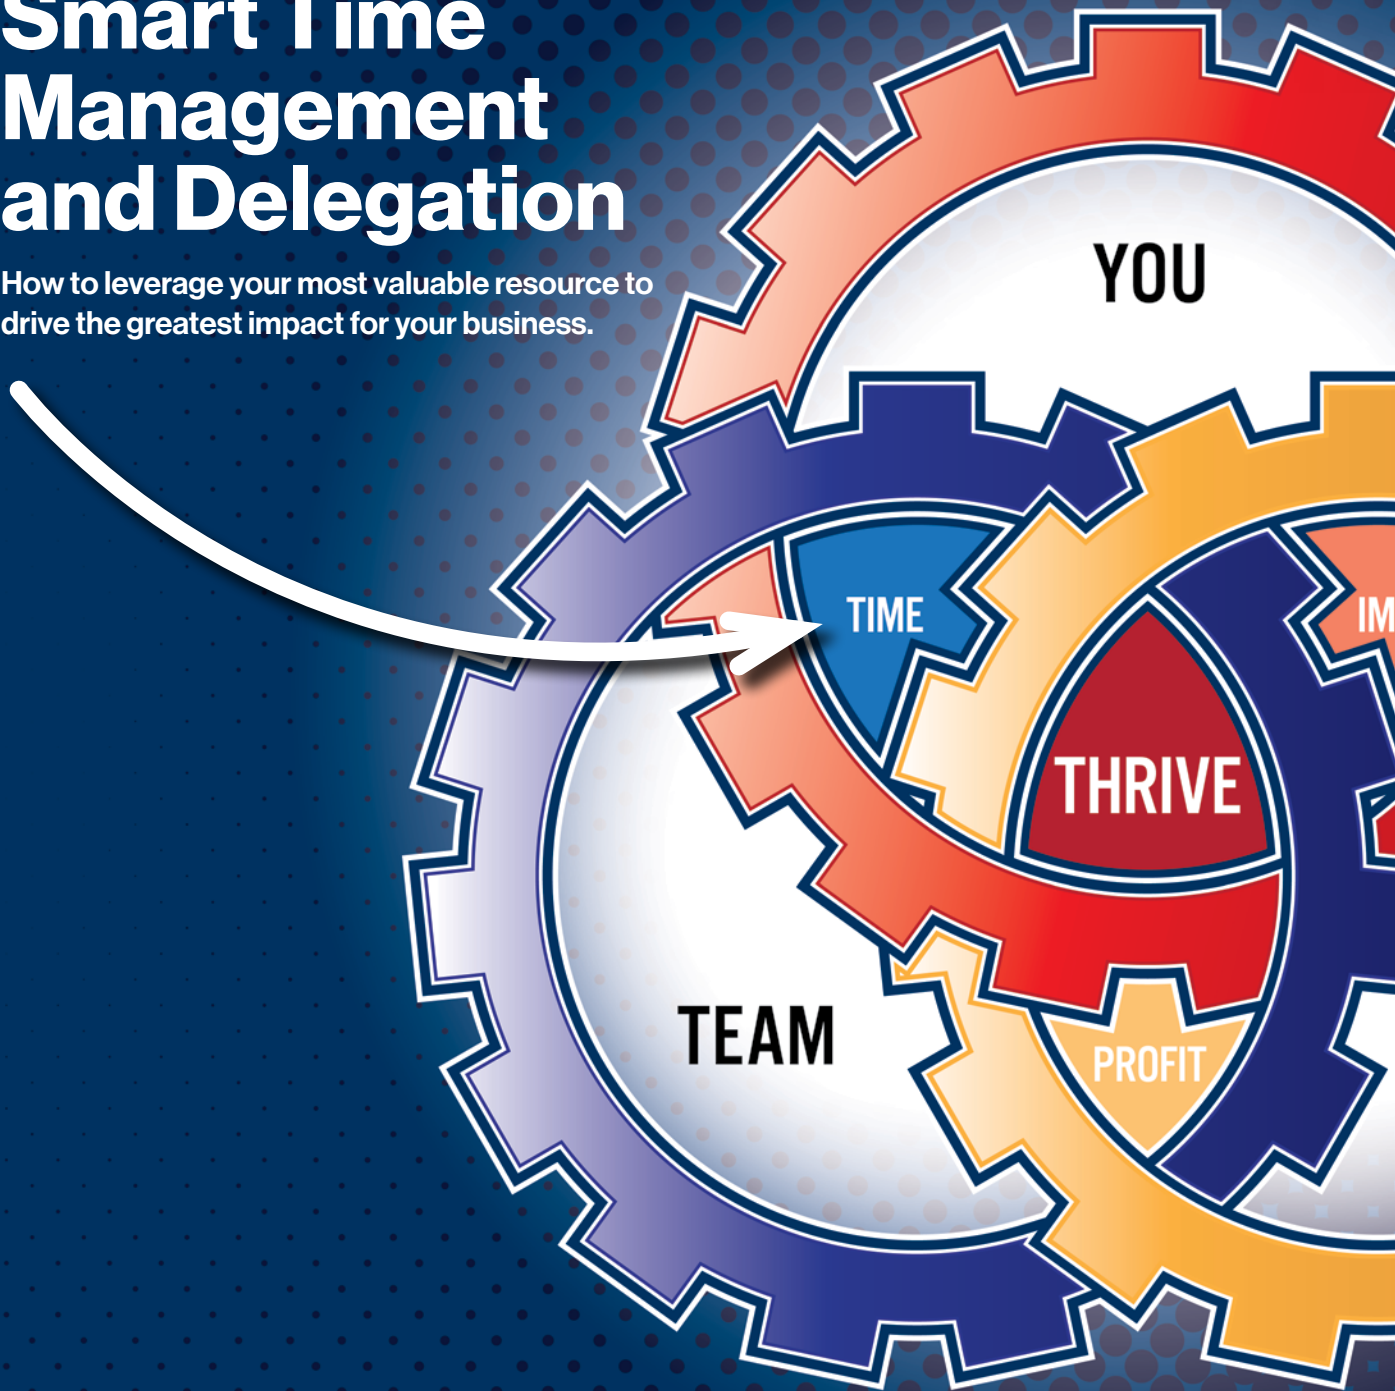 Smart Time
Management
and Delegation
How to leverage your most valuable resource to
drive the greatest impact for your business.
YOU
TIME
IM
THRIVE
TEAM
PROFIT